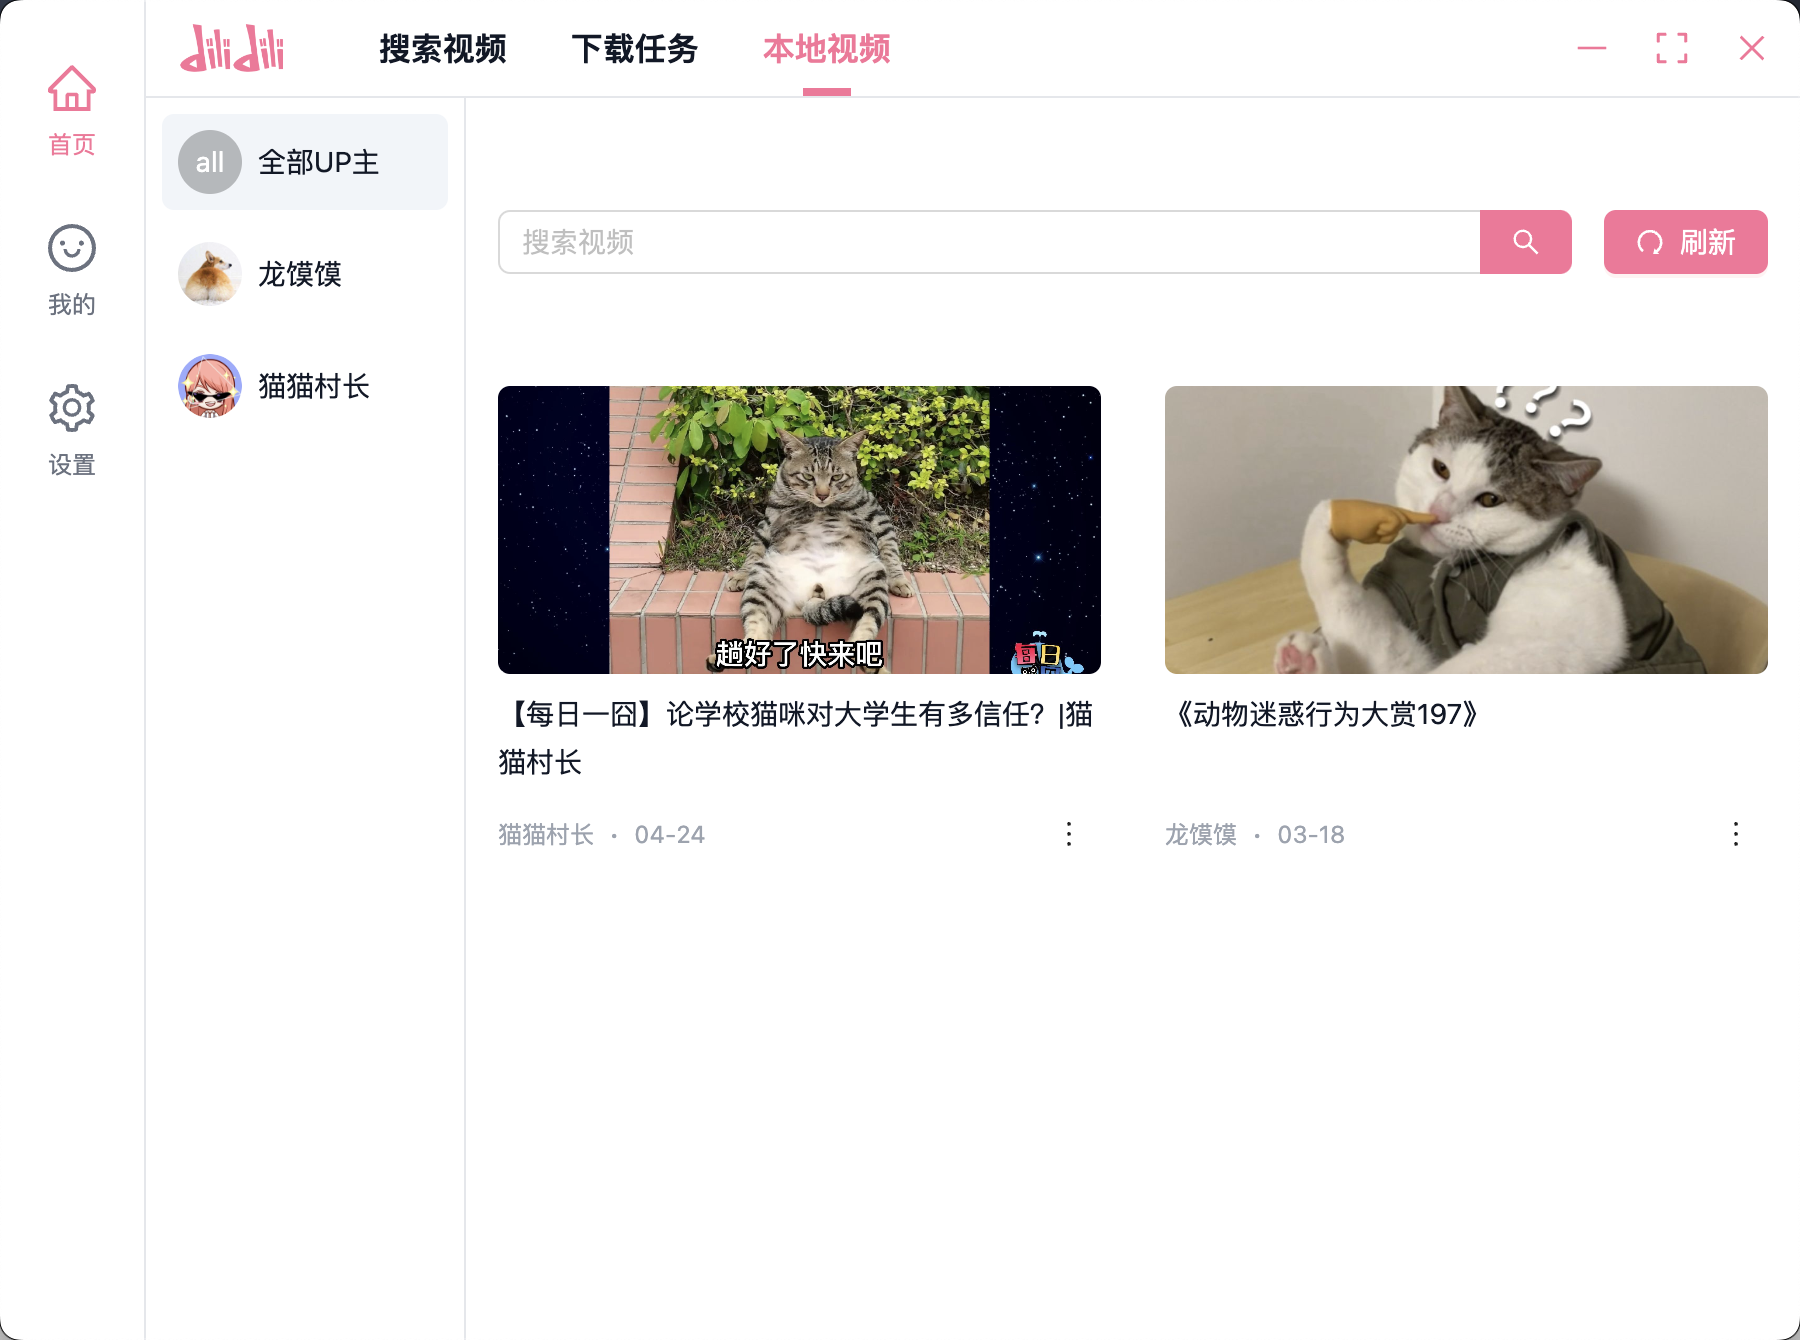 dilidili
搜索视频
下载任务
本地视频
首页
我的
设置
all 全部UP主
龙馍馍
猫猫村长
搜索视频
刷新
???
趟好了快来吧
每日
【每日一囧】论学校猫咪对大学生有多信任？|猫
猫村长
猫猫村长 · 04-24
《动物迷惑行为大赏197》
龙馍馍 · 03-18